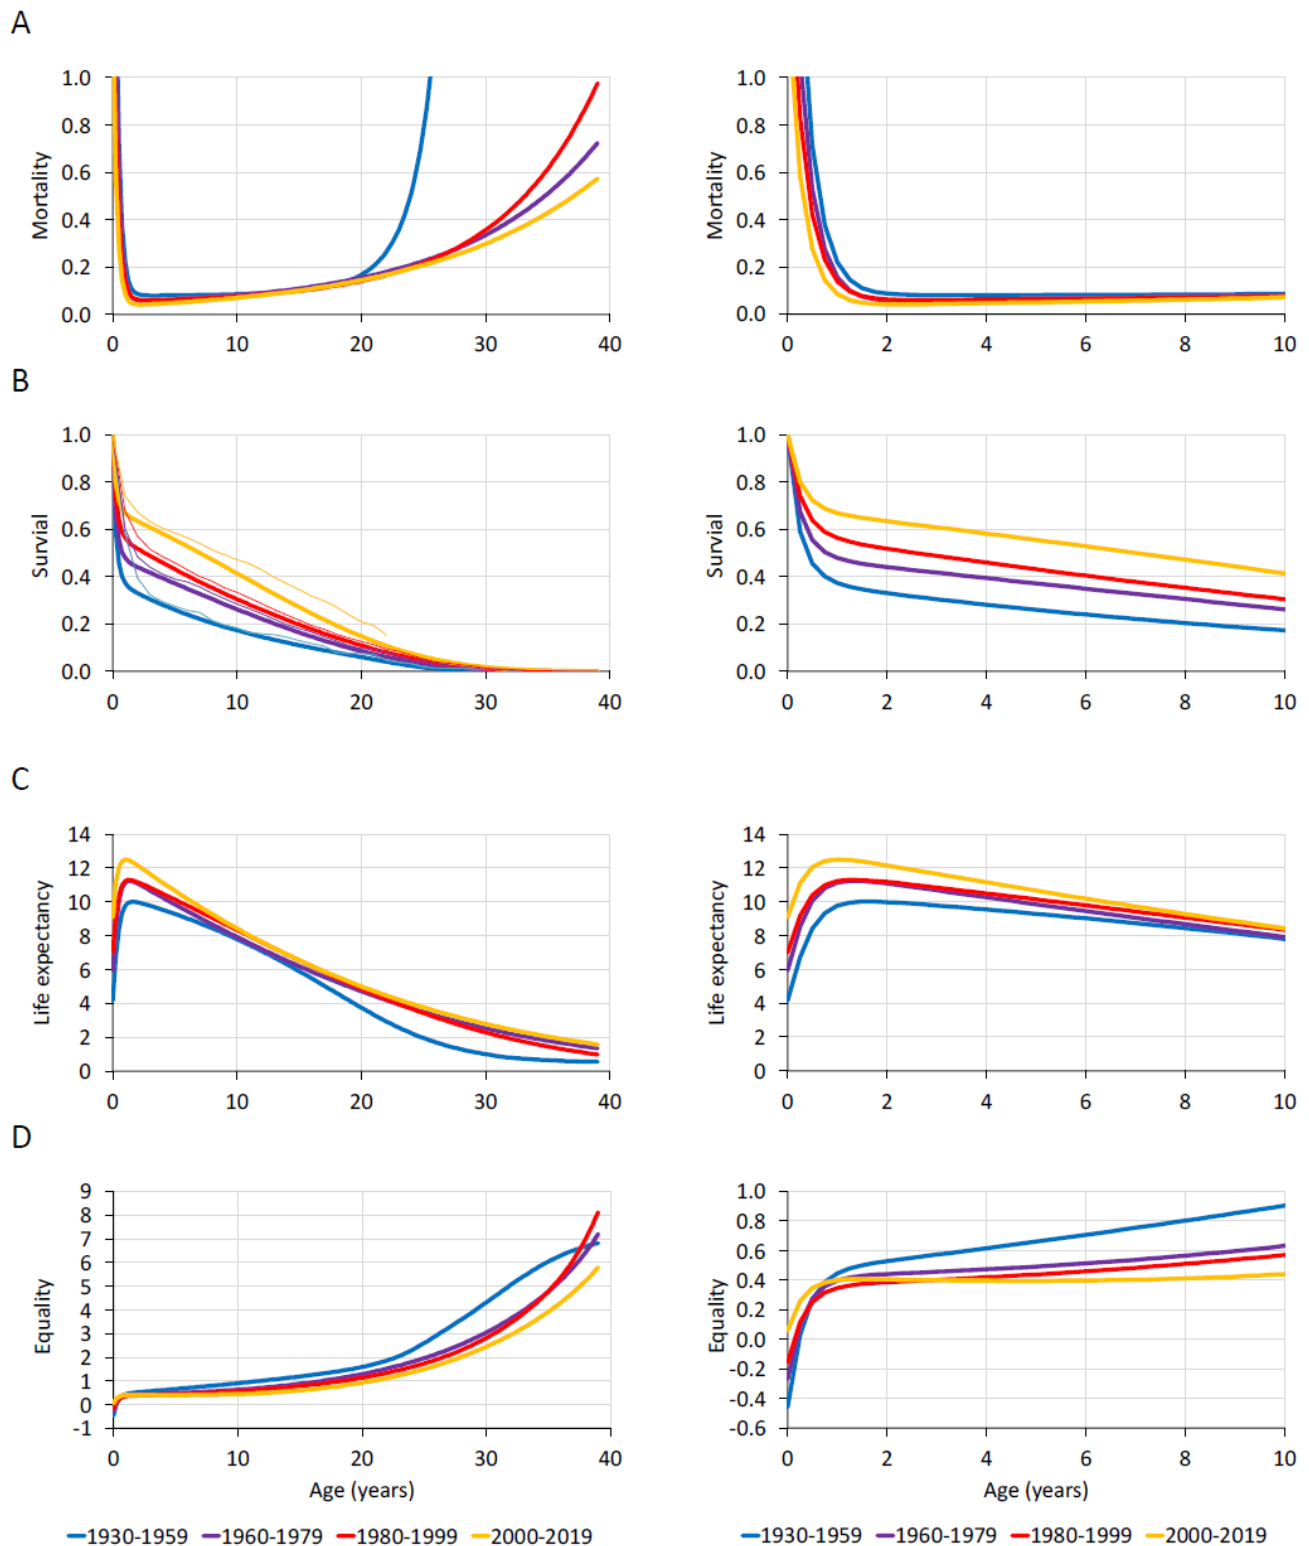 A
1.0 0.8 0.6 0.4 0.2 0.0
Mortality
0 10 20 30 40
1.0 0.8 0.6 0.4 0.2 0.0
Mortality
0 2 4 6 8 10
B
1.0 0.8 0.6 0.4 0.2 0.0
Survial
0 10 20 30 40
1.0 0.8 0.6 0.4 0.2 0.0
Survial
0 2 4 6 8 10
C
14 12 10 8 6 4 2 0
Life expectancy
0 10 20 30 40
14 12 10 8 6 4 2 0
Life expectancy
0 2 4 6 8 10
D
9 8 7 6 5 4 3 2 1 0 -1
Equality
0 10 20 30 40
Age (years)
1930-1959 1960-1979 1980-1999 2000-2019
1.0 0.8 0.6 0.4 0.2 0.0 -0.2 -0.4 -0.6
Equality
0 2 4 6 8 10
Age (years)
1930-1959 1960-1979 1980-1999 2000-2019